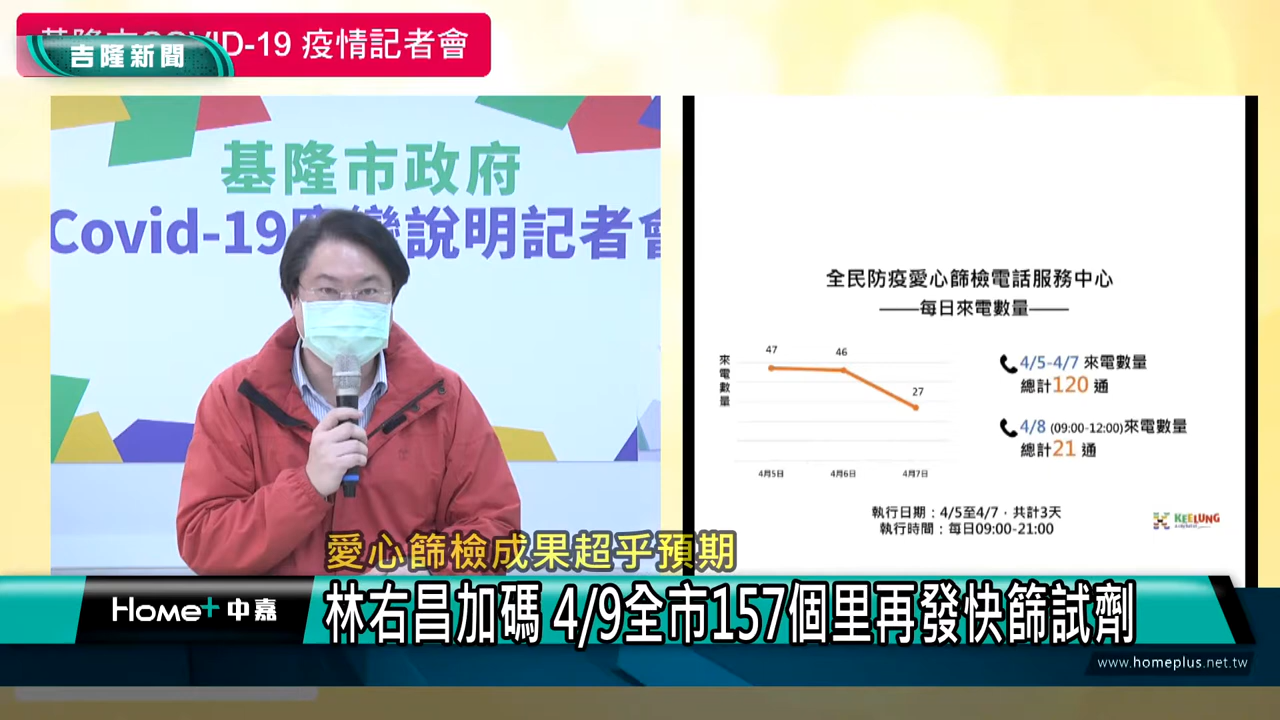 COVID-19 疫情記者會
吉隆新聞
基隆市政府
Covid-19應變說明記者會
全民防疫愛心篩檢電話服務中心
——每日來電數量——
來電數量
47
46
27
4月5日
4月6日
4月7日
4/5-4/7 來電數量
總計120 通
4/8 (09:00-12:00)來電數量
總計21 通
執行日期：4/5至4/7，共計3天
執行時間：每日09:00-21:00
KEELUNG
愛心篩檢成果超乎預期
Home+中嘉
林右昌加碼 4/9全市157個里再發快篩試劑
www.homeplus.net.tw